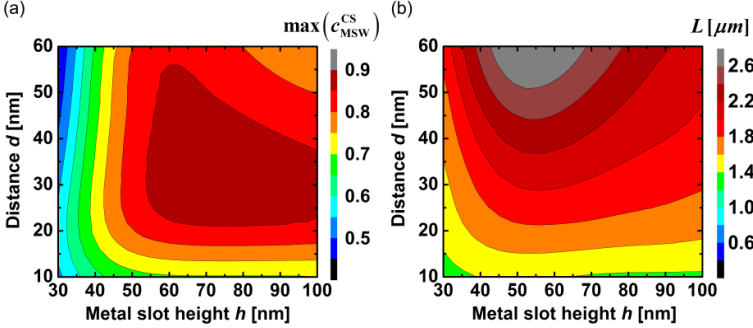 (a)
max(c_MSW^CS)
60
50
40
30
20
10
Distance d [nm]
30 40 50 60 70 80 90 100
Metal slot height h [nm]
0.9
0.8
0.7
0.6
0.5
(b)
L [μm]
60
50
40
30
20
10
Distance d [nm]
30 40 50 60 70 80 90 100
Metal slot height h [nm]
2.6
2.2
1.8
1.4
1.0
0.6